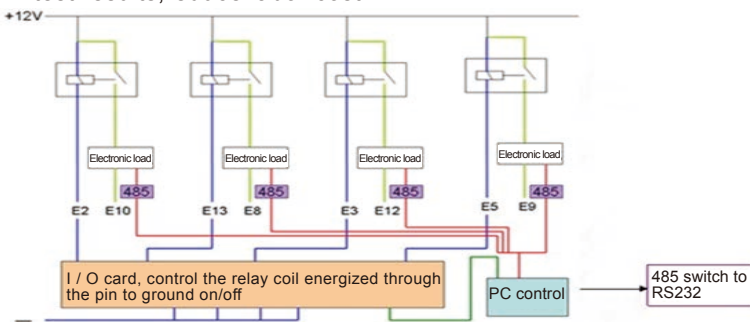 +12V
Electronic load
Electronic load
Electronic load
Electronic load
485
485
485
485
E2 E10 E13 E8 E3 E12 E5 E9
I / O card, control the relay coil energized through
the pin to ground on/off
PC control
485 switch to
RS232